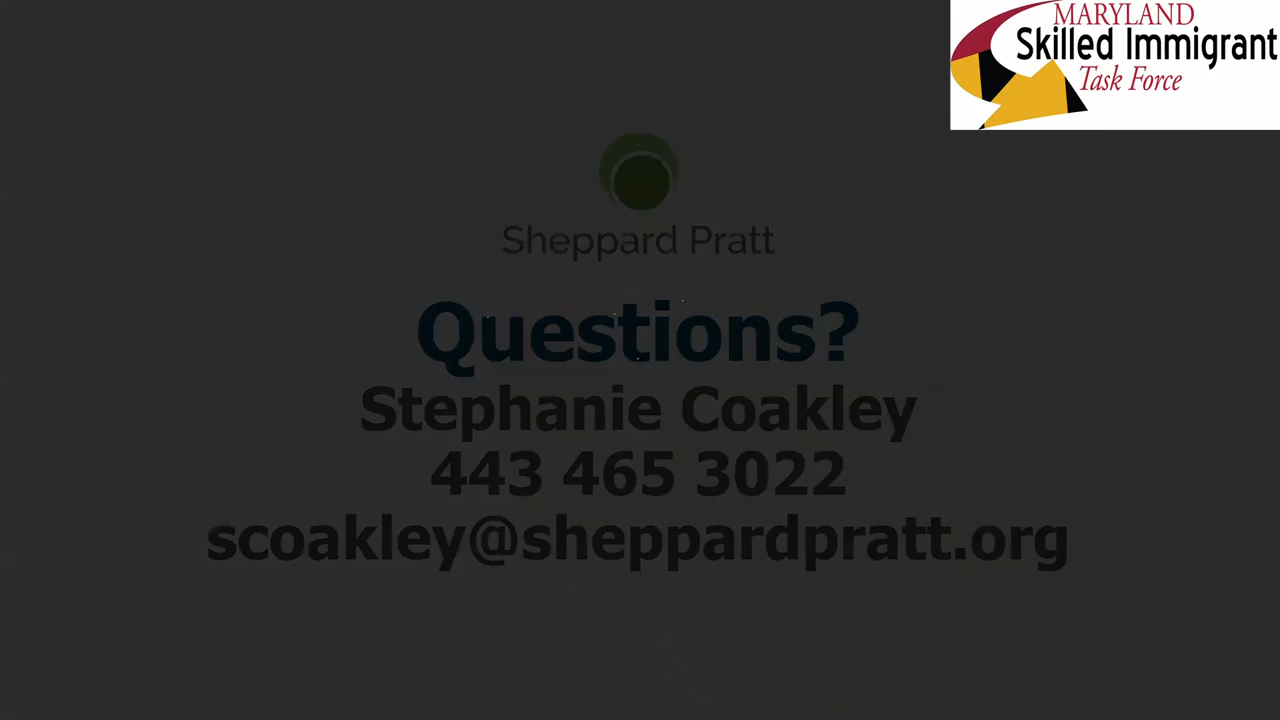 MARYLAND
Skilled Immigrant
Task Force
Sheppard Pratt
Questions?
Stephanie Coakley
443 465 3022
scoakley@sheppardpratt.org